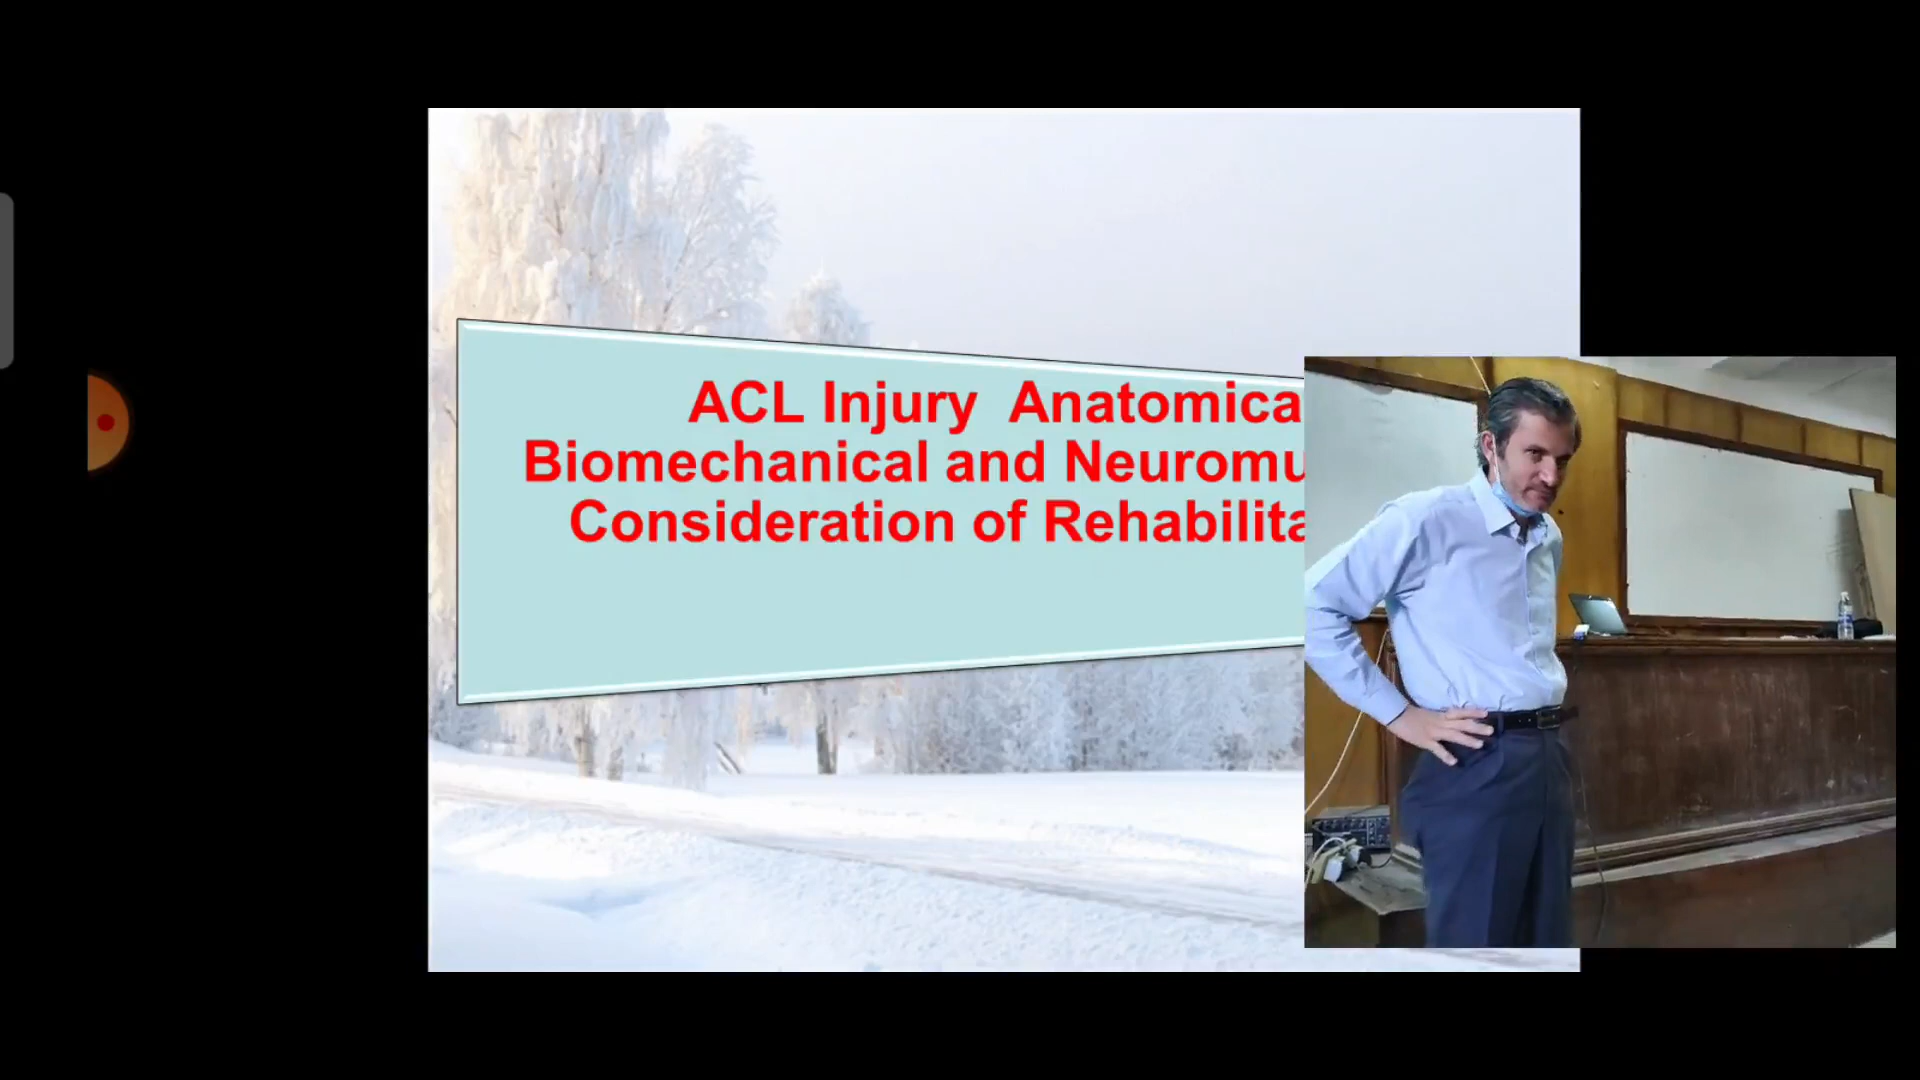 ACL Injury Anatomica
Biomechanical and Neuromu
Consideration of Rehabilita